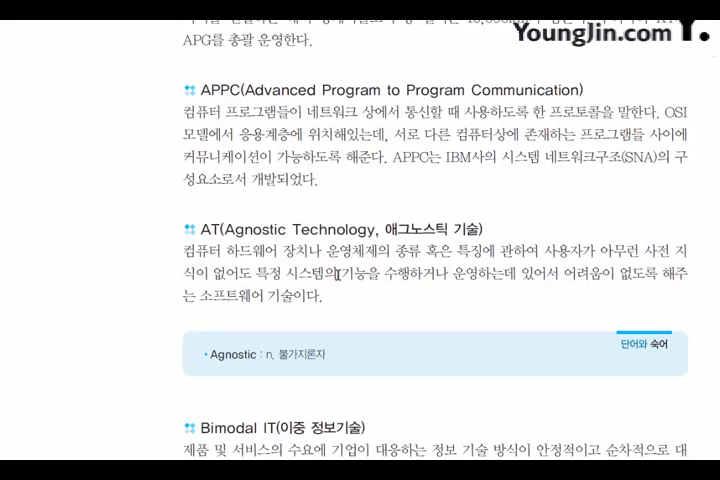 YoungJin.com Y.
APG를 총괄 운영한다.
APPC(Advanced Program to Program Communication)
컴퓨터 프로그램들이 네트워크 상에서 통신할 때 사용하도록 한 프로토콜을 말한다. OSI
모델에서 응용계층에 위치해있는데, 서로 다른 컴퓨터상에 존재하는 프로그램들 사이에
커뮤니케이션이 가능하도록 해준다. APPC는 IBM사의 시스템 네트워크구조(SNA)의 구
성요소로서 개발되었다.
AT(Agnostic Technology, 애그노스틱 기술)
컴퓨터 하드웨어 장치나 운영체제의 종류 혹은 특징에 관하여 사용자가 아무런 사전 지
식이 없어도 특정 시스템의 기능을 수행하거나 운영하는데 있어서 어려움이 없도록 해주
는 소프트웨어 기술이다.
단어와 숙어
• Agnostic : n. 불가지론자
Bimodal IT(이중 정보기술)
제품 및 서비스의 수요에 기업이 대응하는 정보 기술 방식이 안정적이고 순차적으로 대